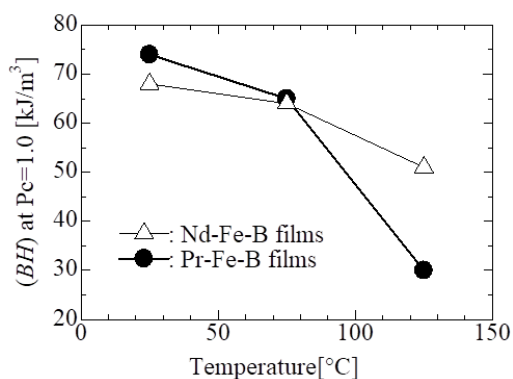 80
70
60
50
40
30
20
(BH) at Pc=1.0 [kJ/m³]
: Nd-Fe-B films
: Pr-Fe-B films
0 50 100 150
Temperature[°C]